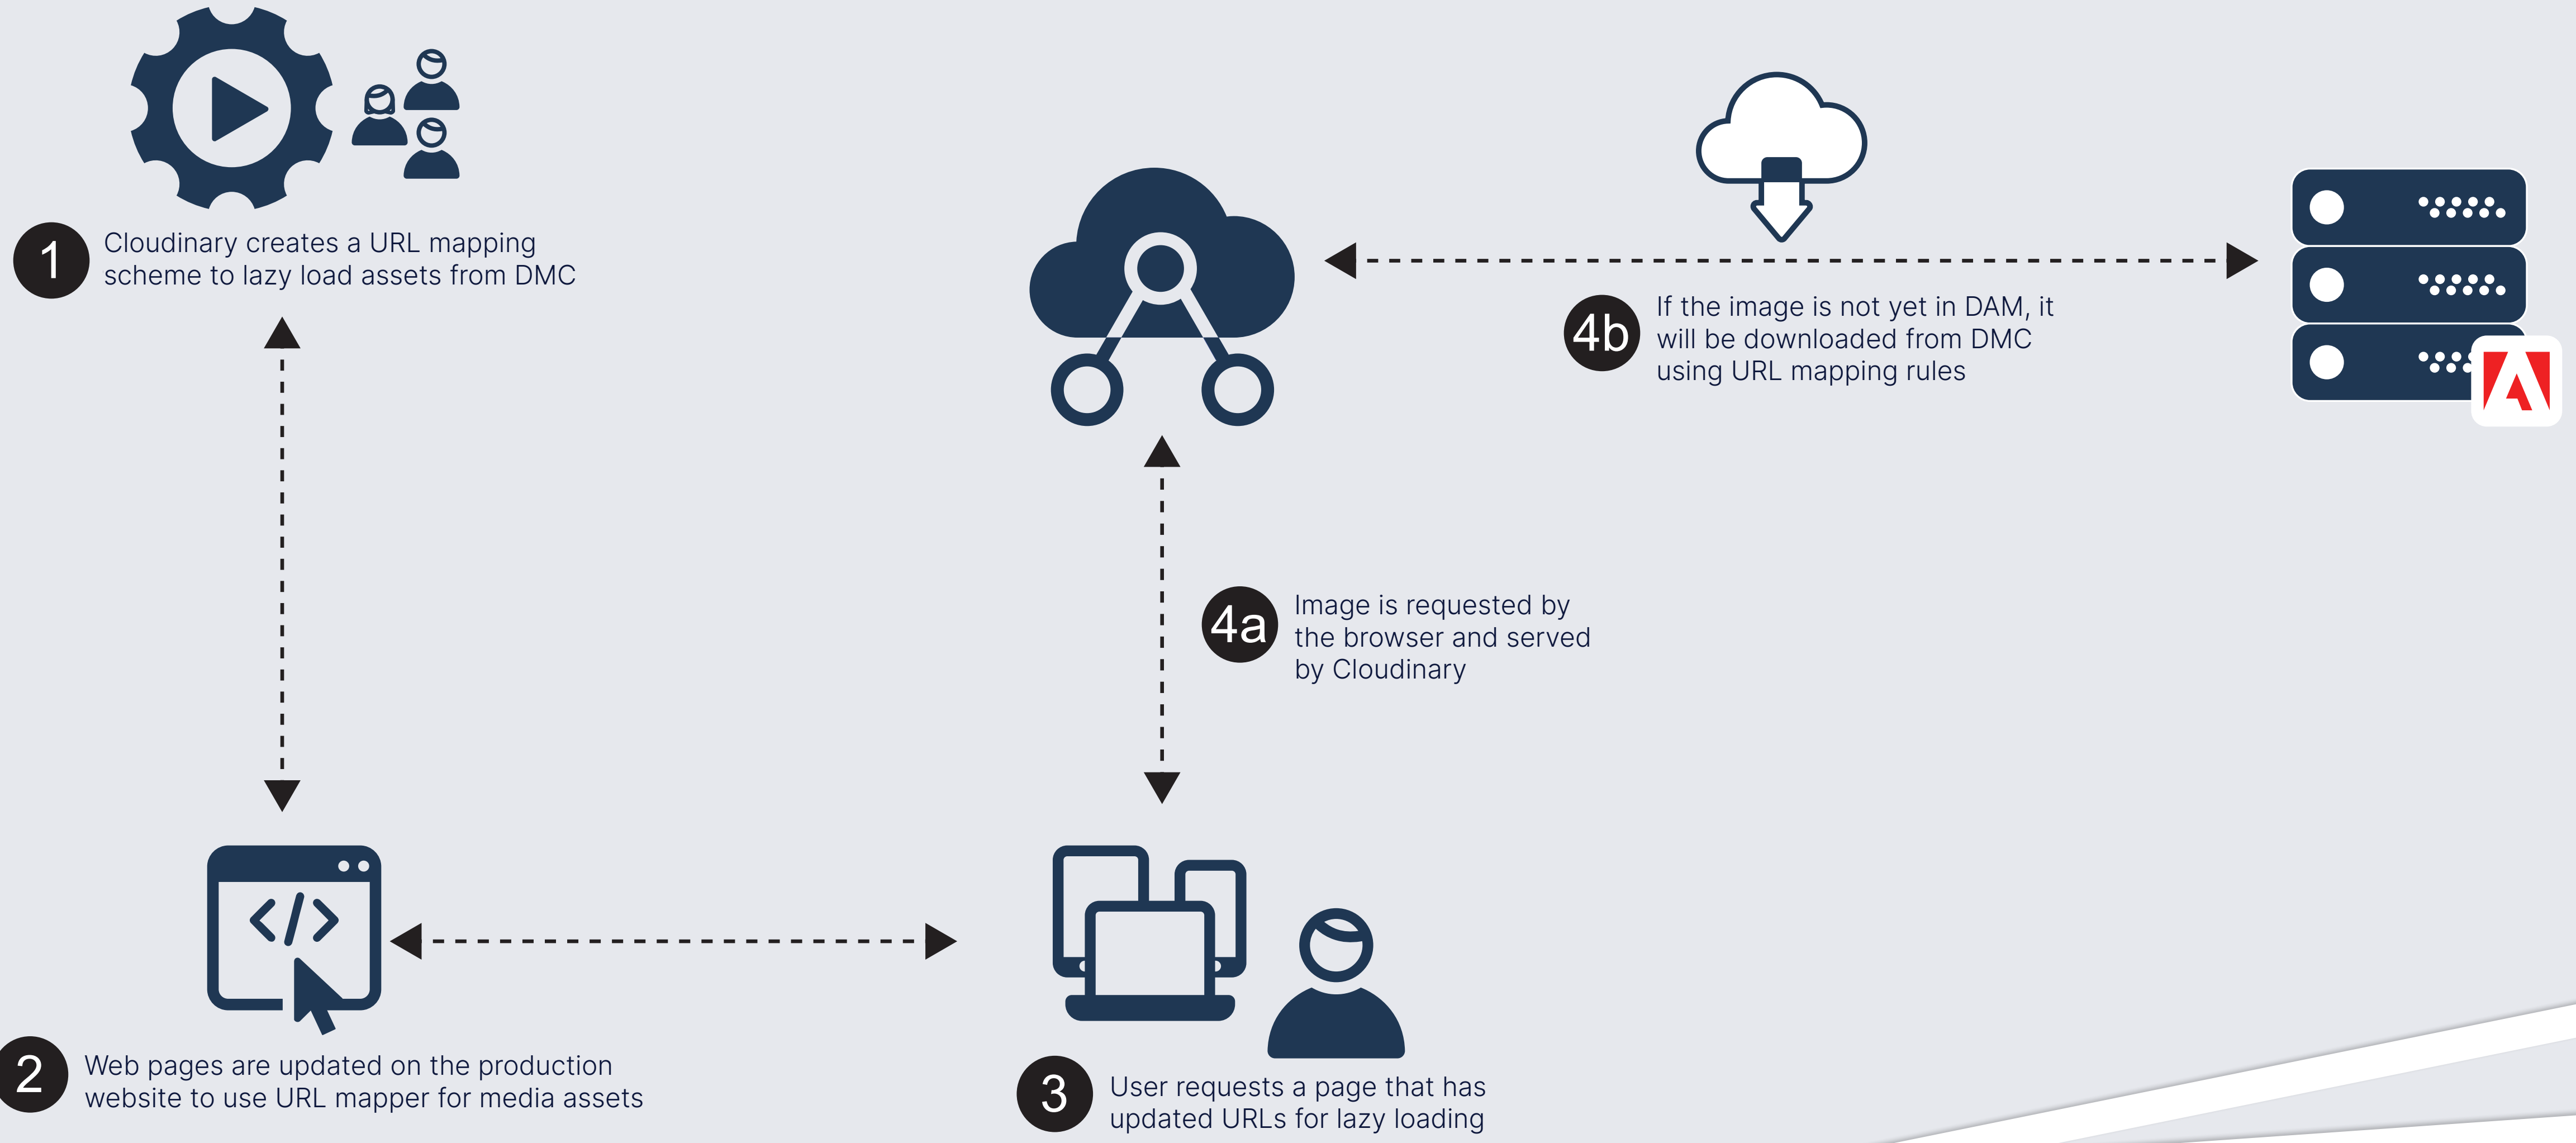 1
Cloudinary creates a URL mapping
scheme to lazy load assets from DMC
4b
If the image is not yet in DAM, it
will be downloaded from DMC
using URL mapping rules
4a
Image is requested by
the browser and served
by Cloudinary
2
Web pages are updated on the production
website to use URL mapper for media assets
3
User requests a page that has
updated URLs for lazy loading